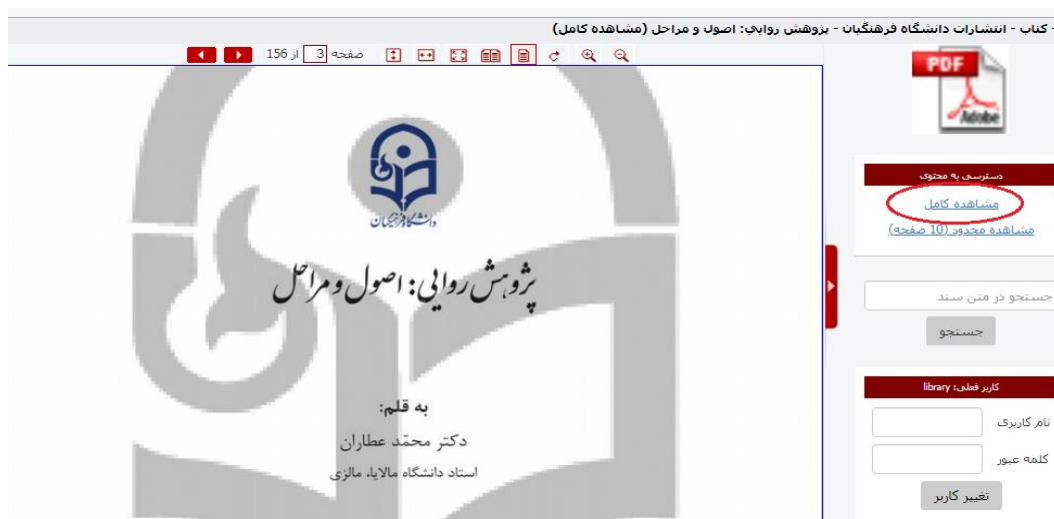 - کتاب - انتشارات دانشگاه فرهنگیان - پژوهش روایی: اصول و مراحل (مشاهده کامل)
صفحه 3 از 156
PDF
Adobe
دسترسی به محتوی
مشاهده کامل
مشاهده محدود (10 صفحه)
جستجو در متن سند
جستجو
کاربر فعلی: library
نام کاربری
کلمه عبور
تغییر کاربر
دانشگاه فرهنگیان
پژوهش روایی: اصول و مراحل
به قلم:
دکتر محمّد عطاران
استاد دانشگاه مالایا، مالزی